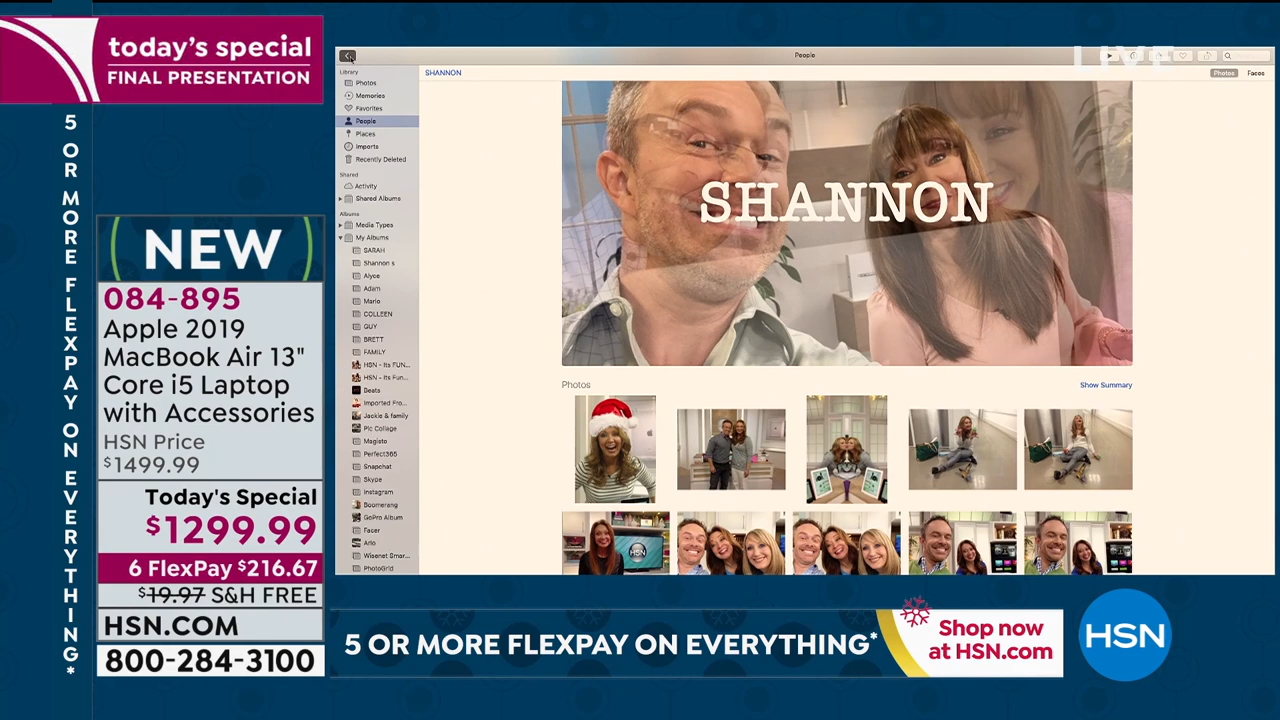 today's special
FINAL PRESENTATION
5 OR MORE FLEXPAY ON EVERYTHING*
NEW
084-895
Apple 2019
MacBook Air 13"
Core i5 Laptop
with Accessories
HSN Price
$1499.99
Today's Special
$1299.99
6 FlexPay $216.67
$19.97 S&H FREE
HSN.COM
800-284-3100
LIVE
People
SHANNON
Photos
Faces
Library
Photos
Memories
Favorites
People
Places
Imports
Recently Deleted
Shared
Activity
Shared Albums
Albums
Media Types
My Albums
SARAH
Shannon s
Alyce
Adam
Mario
COLLEEN
GUY
BRETT
FAMILY
HSN - Its FUN...
HSN - Its Fun...
Beats
Imported Pro...
Jackie & family
Pic Collage
Magisto
Perfect365
Snapchat
Skype
Instagram
Boomerang
GoPro Album
Facer
Arlo
Wisenet Smar...
PhotoGrid
SHANNON
Photos
Show Summary
HSN
5 OR MORE FLEXPAY ON EVERYTHING*
Shop now
at HSN.com
HSN